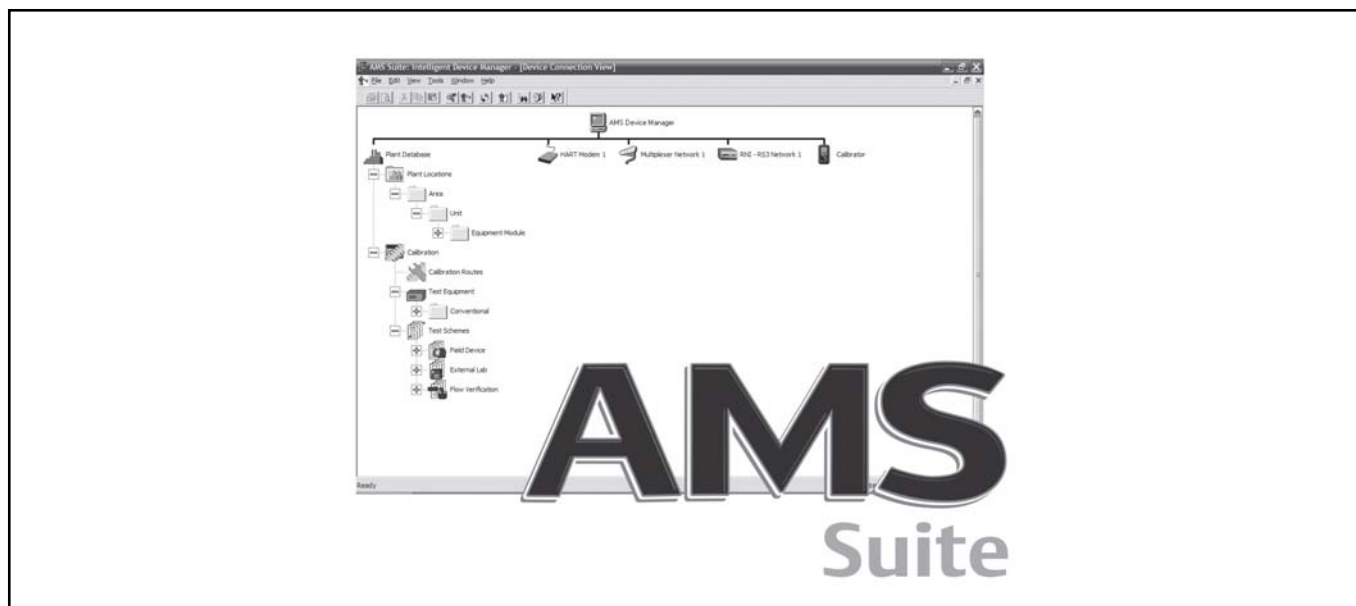 AMS Suite: Intelligent Device Manager - [Device Connection View]
File Edit View Tools Window Help
AMS Device Manager
Plant Database HART Modem 1 Multiplexer Network 1 RNI - RS3 Network 1 Calibrator
Plant Locations
Area
Unit
Equipment Module
Calibration
Calibration Routes
Test Equipment
Conventional
Test Schemes
Field Device
External Lab
Flow Verification
Ready
AMS
Suite